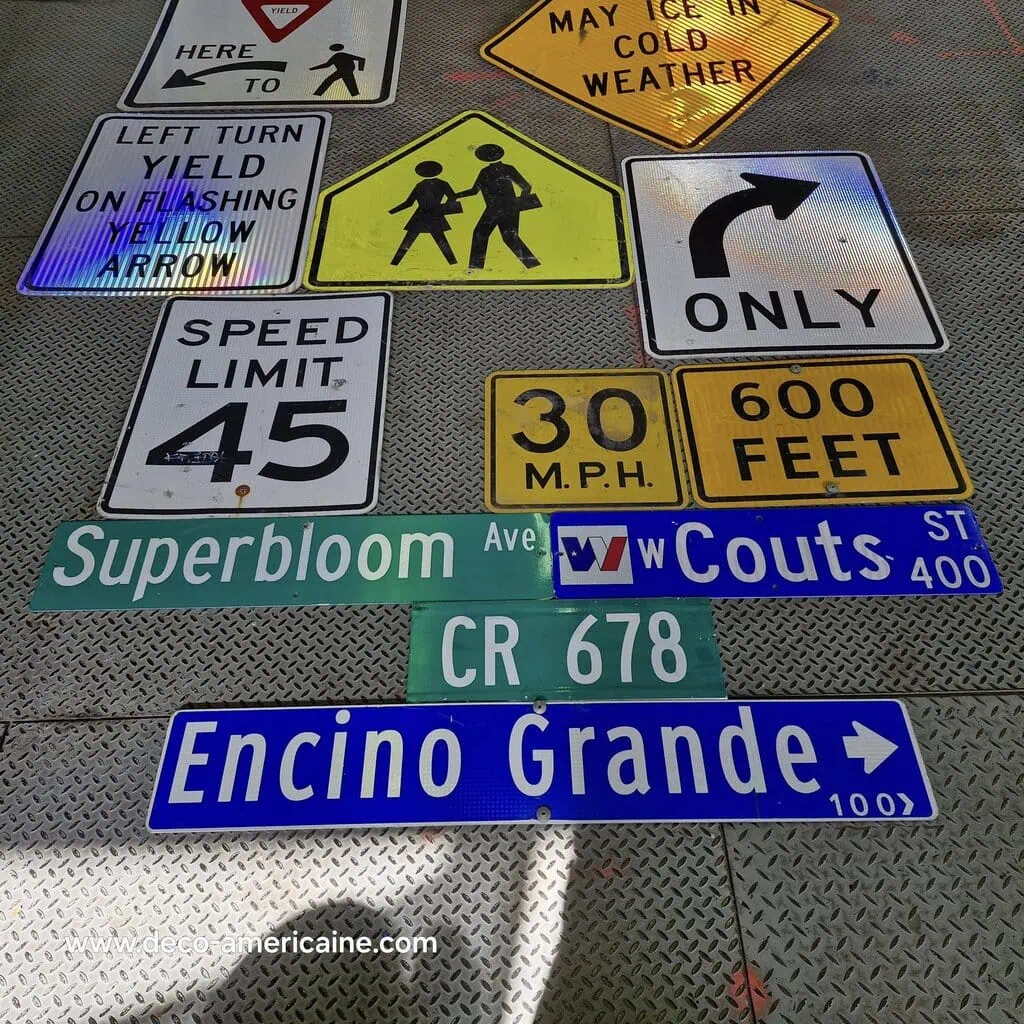 YIELD
HERE
TO
MAY ICE IN
COLD
WEATHER
LEFT TURN
YIELD
ON FLASHING
YELLOW
ARROW
ONLY
SPEED
LIMIT
45
30
M.P.H.
600
FEET
Superbloom Ave
W Couts ST
400
CR 678
Encino Grande
100
www.deco-americaine.com